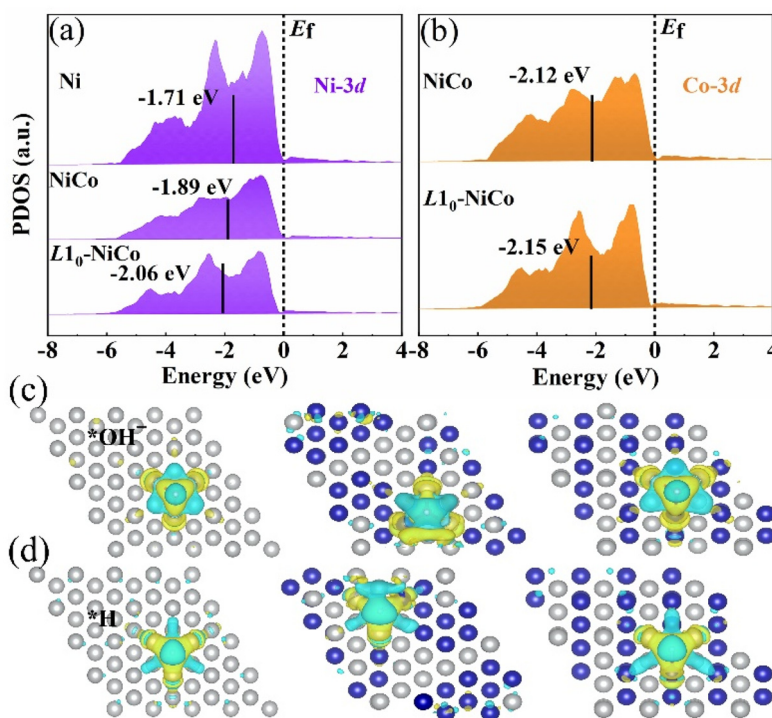 (a)
Ni
-1.71 eV
Ef
Ni-3d
NiCo
-1.89 eV
L1₀-NiCo
-2.06 eV
PDOS (a.u.)
-8 -6 -4 -2 0 2 4
Energy (eV)
(b)
NiCo
-2.12 eV
Ef
Co-3d
L1₀-NiCo
-2.15 eV
-8 -6 -4 -2 0 2 4
Energy (eV)
(c)
*OH⁻
(d)
*H